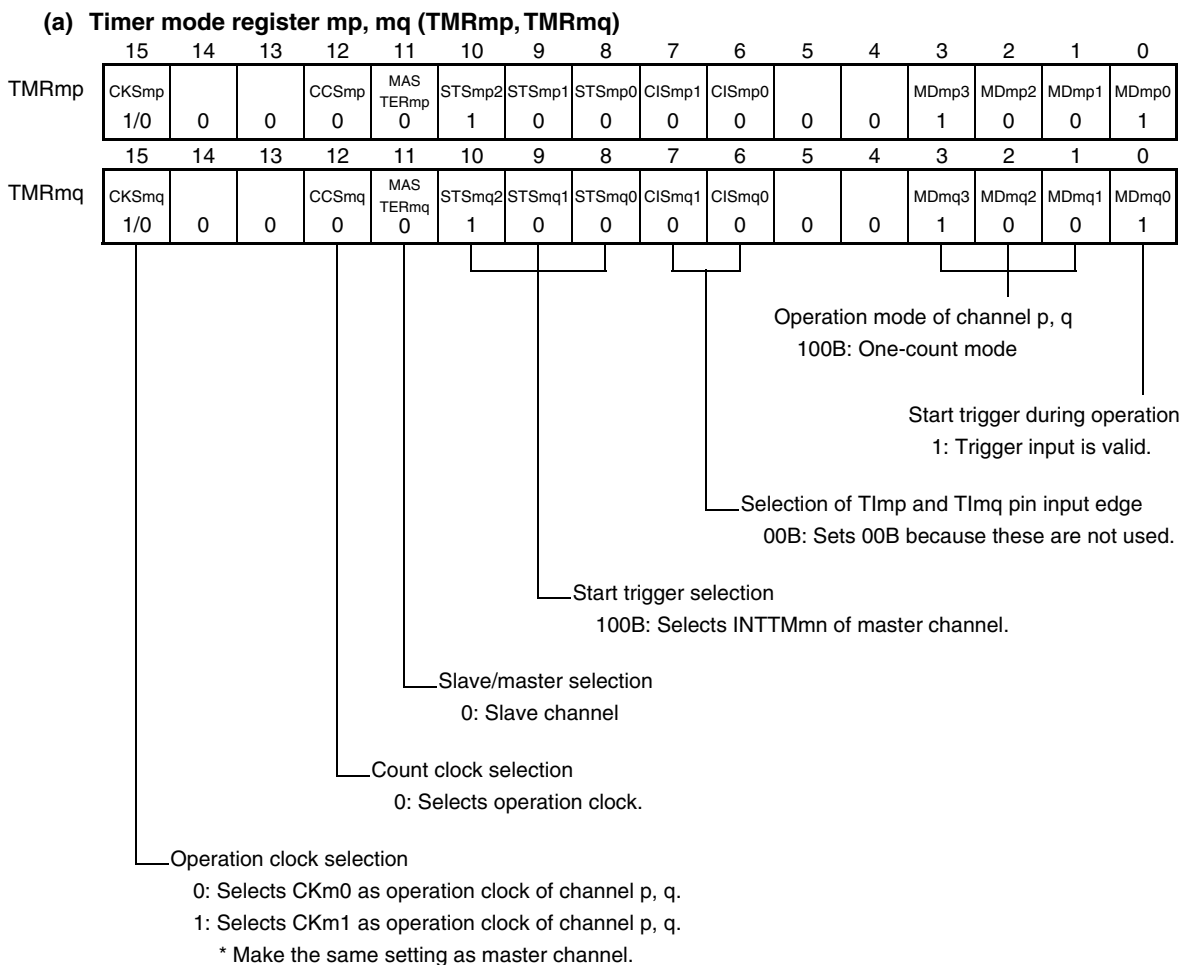 (a) Timer mode register mp, mq (TMRmp, TMRmq)
15 14 13 12 11 10 9 8 7 6 5 4 3 2 1 0
TMRmp
CKSmp CCSmp MAS TERmp STSmp2 STSmp1 STSmp0 CISmp1 CISmp0 MDmp3 MDmp2 MDmp1 MDmp0
1/0 0 0 0 0 1 0 0 0 0 0 0 1 0 0 1
15 14 13 12 11 10 9 8 7 6 5 4 3 2 1 0
TMRmq
CKSmq CCSmq MAS TERmq STSmq2 STSmq1 STSmq0 CISmq1 CISmq0 MDmq3 MDmq2 MDmq1 MDmq0
1/0 0 0 0 0 1 0 0 0 0 0 0 1 0 0 1
Operation mode of channel p, q
100B: One-count mode
Start trigger during operation
1: Trigger input is valid.
Selection of TImp and TImq pin input edge
00B: Sets 00B because these are not used.
Start trigger selection
100B: Selects INTTMmn of master channel.
Slave/master selection
0: Slave channel
Count clock selection
0: Selects operation clock.
Operation clock selection
0: Selects CKm0 as operation clock of channel p, q.
1: Selects CKm1 as operation clock of channel p, q.
* Make the same setting as master channel.